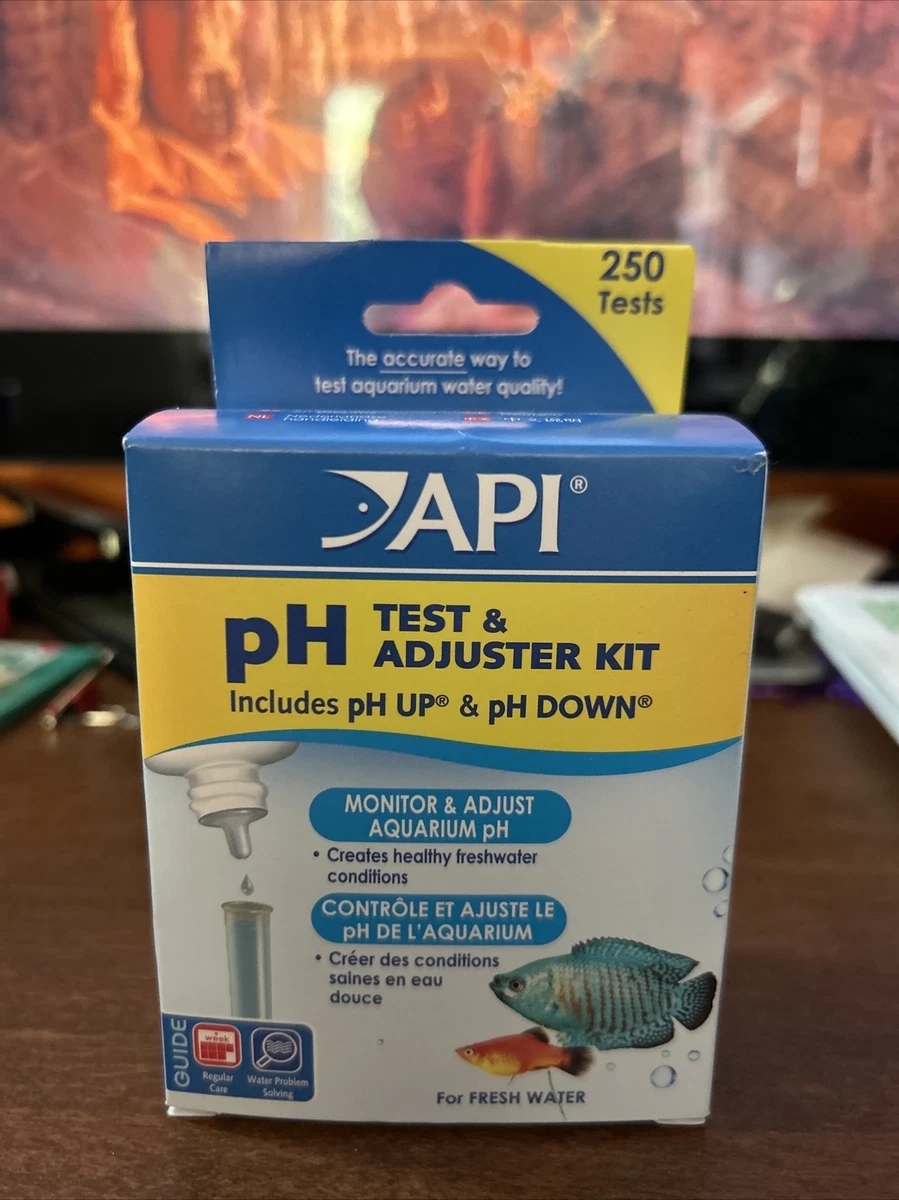 250
Tests
The accurate way to
test aquarium water quality!
NL
API®
pH TEST &
ADJUSTER KIT
Includes pH UP® & pH DOWN®
MONITOR & ADJUST
AQUARIUM pH
• Creates healthy freshwater
conditions
CONTRÔLE ET AJUSTE LE
pH DE L'AQUARIUM
• Créer des conditions
saines en eau
douce
GUIDE
week
Regular
Care
Water Problem
Solving
For FRESH WATER